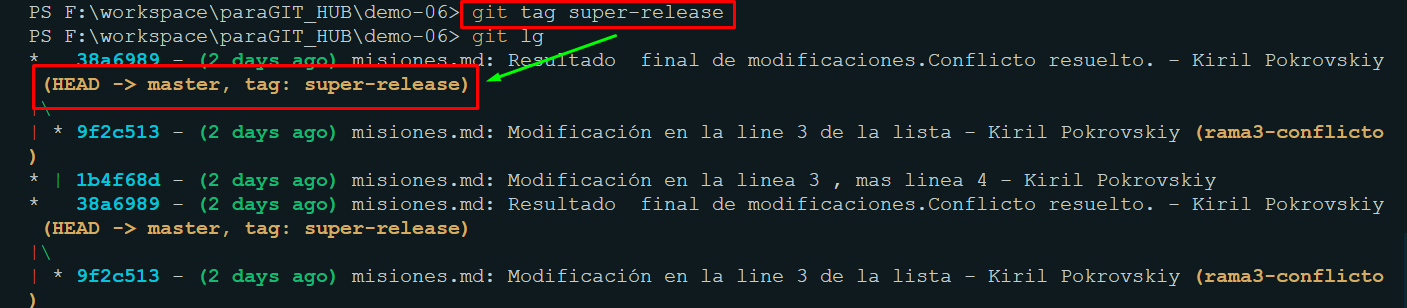 PS F:\workspace\paraGIT_HUB\demo-06> git tag super-release
PS F:\workspace\paraGIT_HUB\demo-06> git lg
*   38a6989 - (2 days ago) misiones.md: Resultado  final de modificaciones.Conflicto resuelto. - Kiril Pokrovskiy
 (HEAD -> master, tag: super-release)
|\
| * 9f2c513 - (2 days ago) misiones.md: Modificación en la line 3 de la lista - Kiril Pokrovskiy (rama3-conflicto
)
* | 1b4f68d - (2 days ago) misiones.md: Modificación en la linea 3 , mas linea 4 - Kiril Pokrovskiy
*   38a6989 - (2 days ago) misiones.md: Resultado  final de modificaciones.Conflicto resuelto. - Kiril Pokrovskiy
 (HEAD -> master, tag: super-release)
|\
| * 9f2c513 - (2 days ago) misiones.md: Modificación en la line 3 de la lista - Kiril Pokrovskiy (rama3-conflicto
)